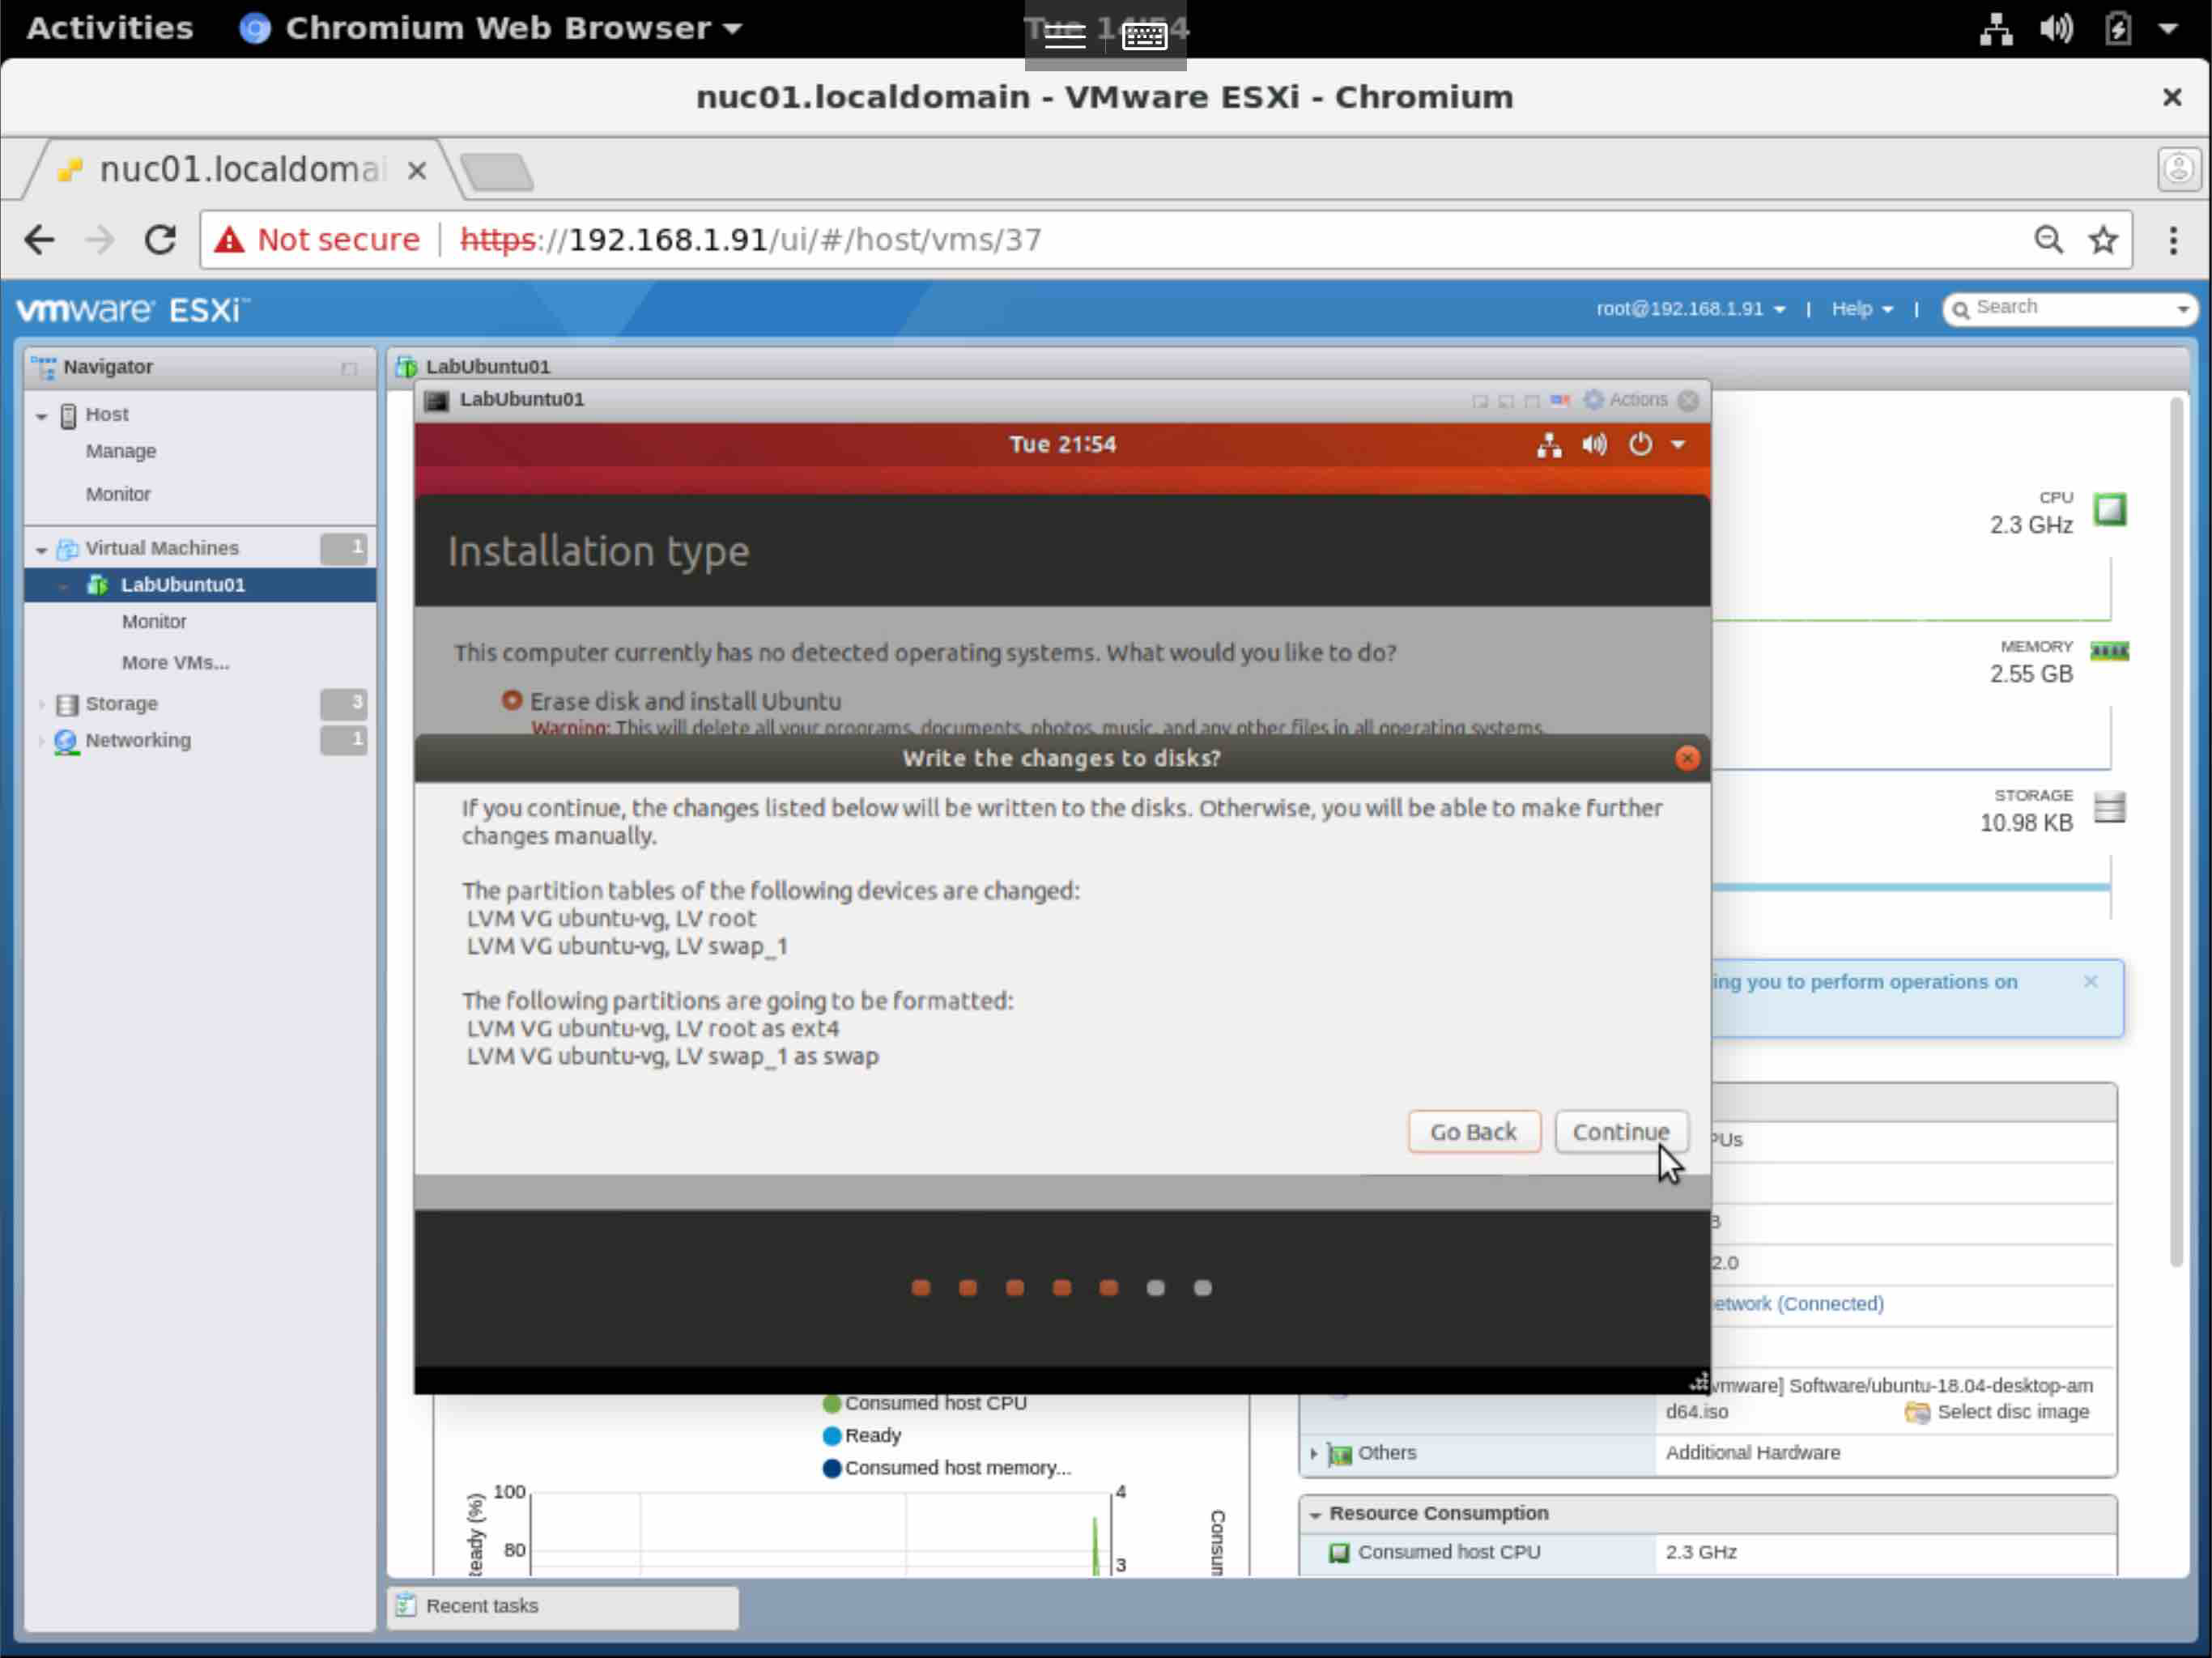 Activities Chromium Web Browser Tue 14:54
nuc01.localdomain - VMware ESXi - Chromium
nuc01.localdomai
Not secure https://192.168.1.91/ui/#/host/vms/37
vmware ESXi™ root@192.168.1.91 | Help | Search
Navigator
Host
Manage
Monitor
Virtual Machines 1
LabUbuntu01
Monitor
More VMs...
Storage 3
Networking 1
LabUbuntu01
LabUbuntu01 Actions
Tue 21:54
Installation type
This computer currently has no detected operating systems. What would you like to do?
Erase disk and install Ubuntu
Warning: This will delete all your programs, documents, photos, music, and any other files in all operating systems.
Write the changes to disks?
If you continue, the changes listed below will be written to the disks. Otherwise, you will be able to make further
changes manually.
The partition tables of the following devices are changed:
LVM VG ubuntu-vg, LV root
LVM VG ubuntu-vg, LV swap_1
The following partitions are going to be formatted:
LVM VG ubuntu-vg, LV root as ext4
LVM VG ubuntu-vg, LV swap_1 as swap
Go Back Continue
CPU
2.3 GHz
MEMORY
2.55 GB
STORAGE
10.98 KB
ing you to perform operations on
PUs
B
2.0
etwork (Connected)
vmware] Software/ubuntu-18.04-desktop-am
d64.iso Select disc image
Others Additional Hardware
Resource Consumption
Consumed host CPU 2.3 GHz
Consumed host CPU
Ready
Consumed host memory...
100 4
80 3
eady (%)
Consum
Recent tasks